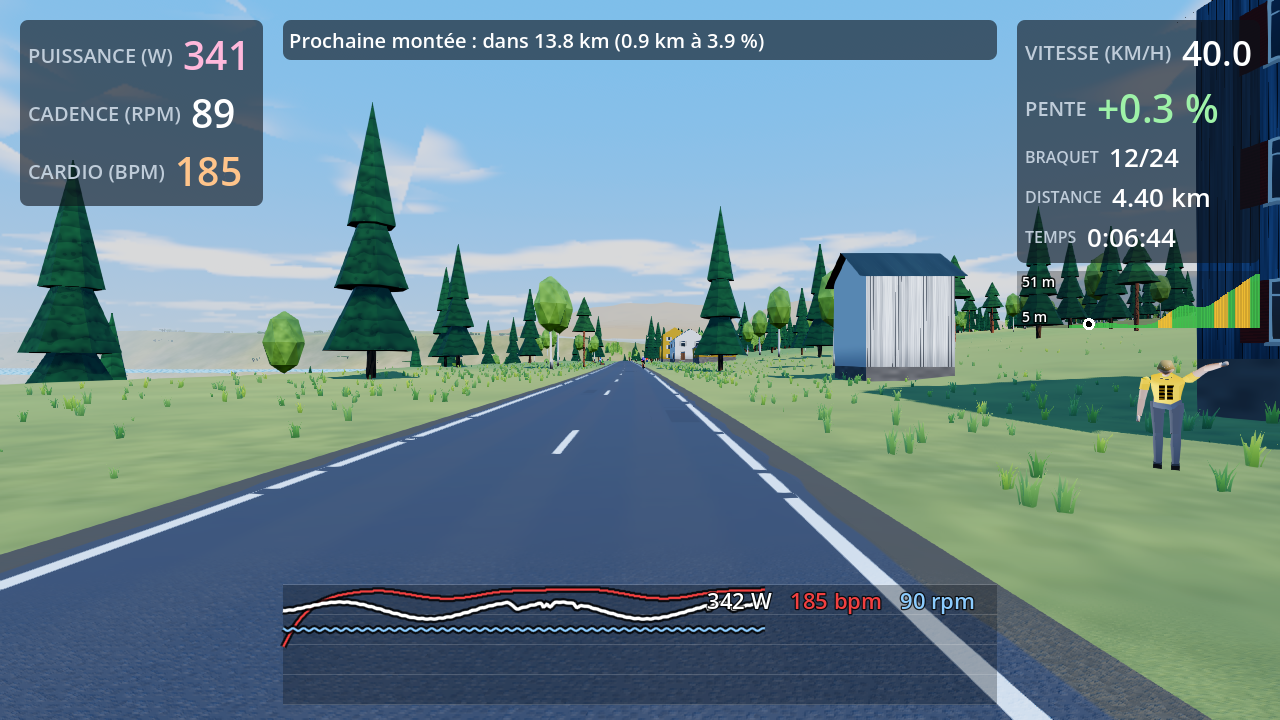 PUISSANCE (W) 341
CADENCE (RPM) 89
CARDIO (BPM) 185
Prochaine montée : dans 13.8 km (0.9 km à 3.9 %)
VITESSE (KM/H) 40.0
PENTE +0.3 %
BRAQUET 12/24
DISTANCE 4.40 km
TEMPS 0:06:44
51 m
5 m
342 W 185 bpm 90 rpm